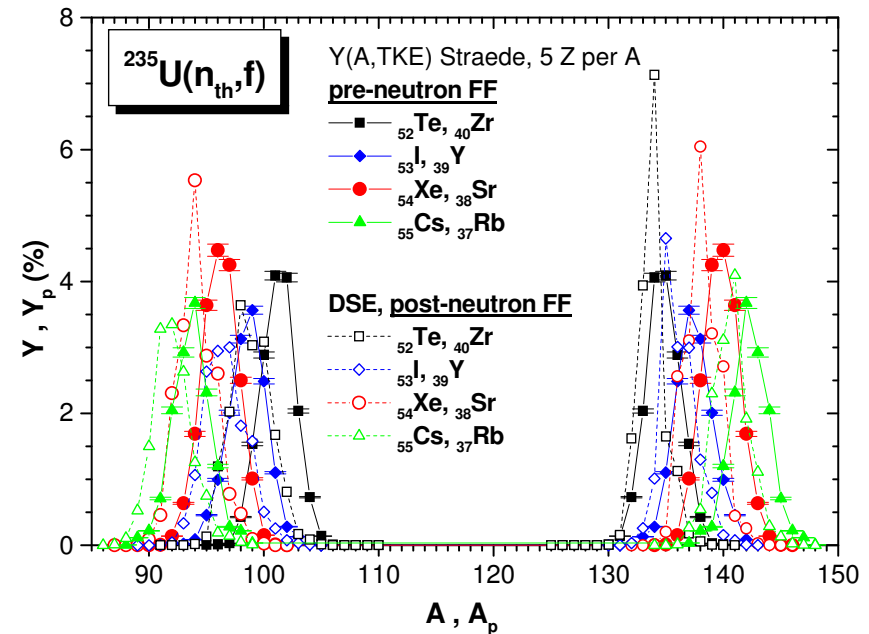 ²³⁵U(nₜₕ,f)
Y(A,TKE) Straede, 5 Z per A
pre-neutron FF
₅₂Te, ₄₀Zr
₅₃I, ₃₉Y
₅₄Xe, ₃₈Sr
₅₅Cs, ₃₇Rb
DSE, post-neutron FF
₅₂Te, ₄₀Zr
₅₃I, ₃₉Y
₅₄Xe, ₃₈Sr
₅₅Cs, ₃₇Rb
Y , Yₚ (%)
8
6
4
2
0
90 100 110 120 130 140 150
A , Aₚ